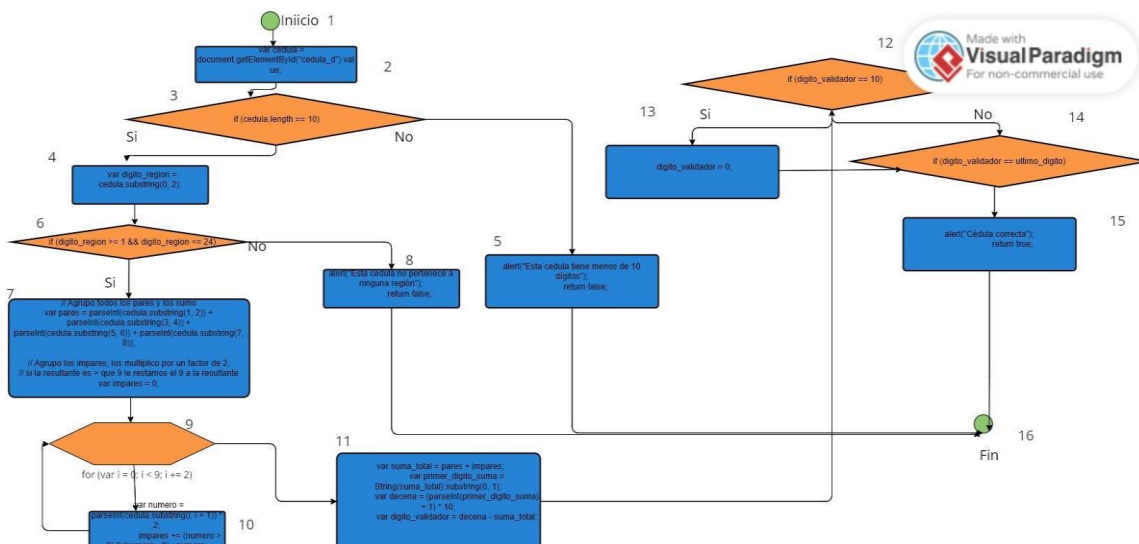 Iniicio 1
var cedula =
document.getElementById("cedula_d").val
ue;
2
3
if (cedula.length == 10)
Si
No
4
var digito_region =
cedula.substring(0, 2);
6
if (digito_region >= 1 && digito_region <= 24)
No
Si
5
alert("Esta cedula tiene menos de 10
dígitos");
return false;
8
alert("Esta cedula no pertenece a
ninguna región");
return false;
7
// Agrupo todos los pares y los sumo
var pares = parseInt(cedula.substring(1, 2)) +
parseInt(cedula.substring(3, 4)) +
parseInt(cedula.substring(5, 6)) + parseInt(cedula.substring(7,
8));
// Agrupo los impares, los multiplico por un factor de 2,
// si la resultante es > que 9 le restamos el 9 a la resultante
var impares = 0;
9
for (var i = 0; i < 9; i += 2)
var numero =
parseInt(cedula.substring(i, i + 1)) *
2;
impares += (numero >
10
11
var suma_total = pares + impares;
var primer_digito_suma =
String(suma_total).substring(0, 1);
var decena = (parseInt(primer_digito_suma)
+ 1) * 10;
var digito_validador = decena - suma_total;
12
if (digito_validador == 10)
13
Si
No
digito_validador = 0;
14
if (digito_validador == ultimo_digito)
15
alert("Cédula correcta");
return true;
16
Fin
Made with
Visual Paradigm
For non-commercial use